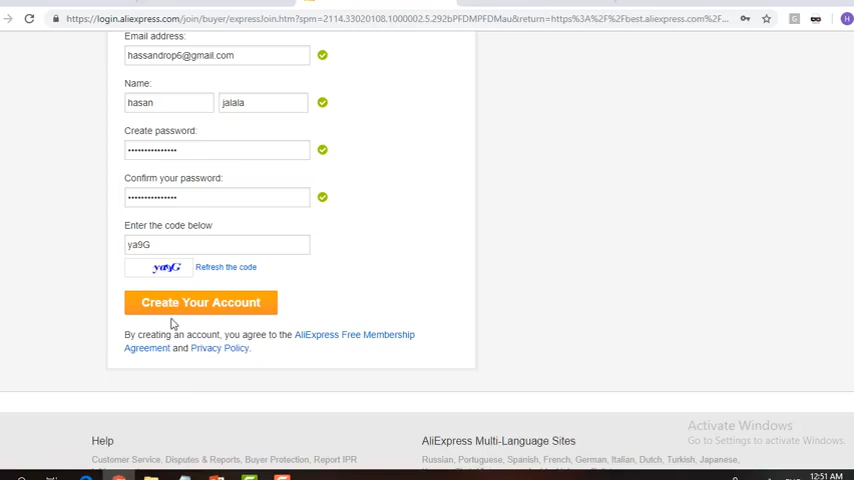 https://login.aliexpress.com/join/buyer/expressJoin.htm?spm=2114.33020108.1000002.5.292bPFDMPFDMau&return=https%3A%2F%2Fbest.aliexpress.com%2F...
Email address:
hassandrop6@gmail.com
Name:
hasan jalala
Create password:
•••••••••••••••
Confirm your password:
•••••••••••••••
Enter the code below
ya9G
ya9G Refresh the code
Create Your Account
By creating an account, you agree to the AliExpress Free Membership
Agreement and Privacy Policy.
Activate Windows
Go to Settings to activate Windows.
Help AliExpress Multi-Language Sites
Customer Service, Disputes & Reports, Buyer Protection, Report IPR Russian, Portuguese, Spanish, French, German, Italian, Dutch, Turkish, Japanese,
12:51 AM